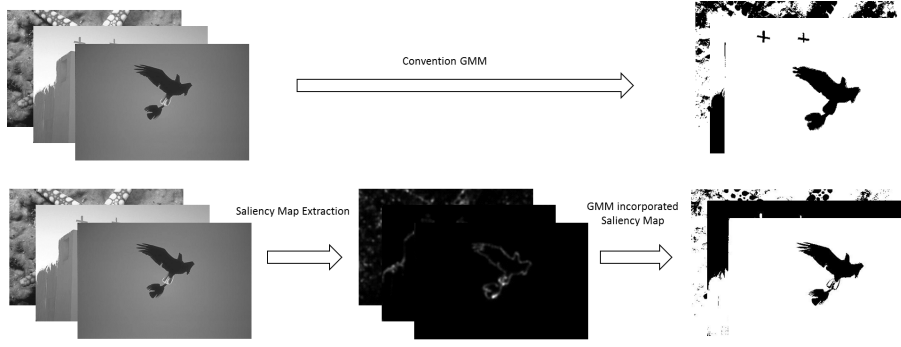 Convention GMM
Saliency Map Extraction
GMM incorporated
Saliency Map